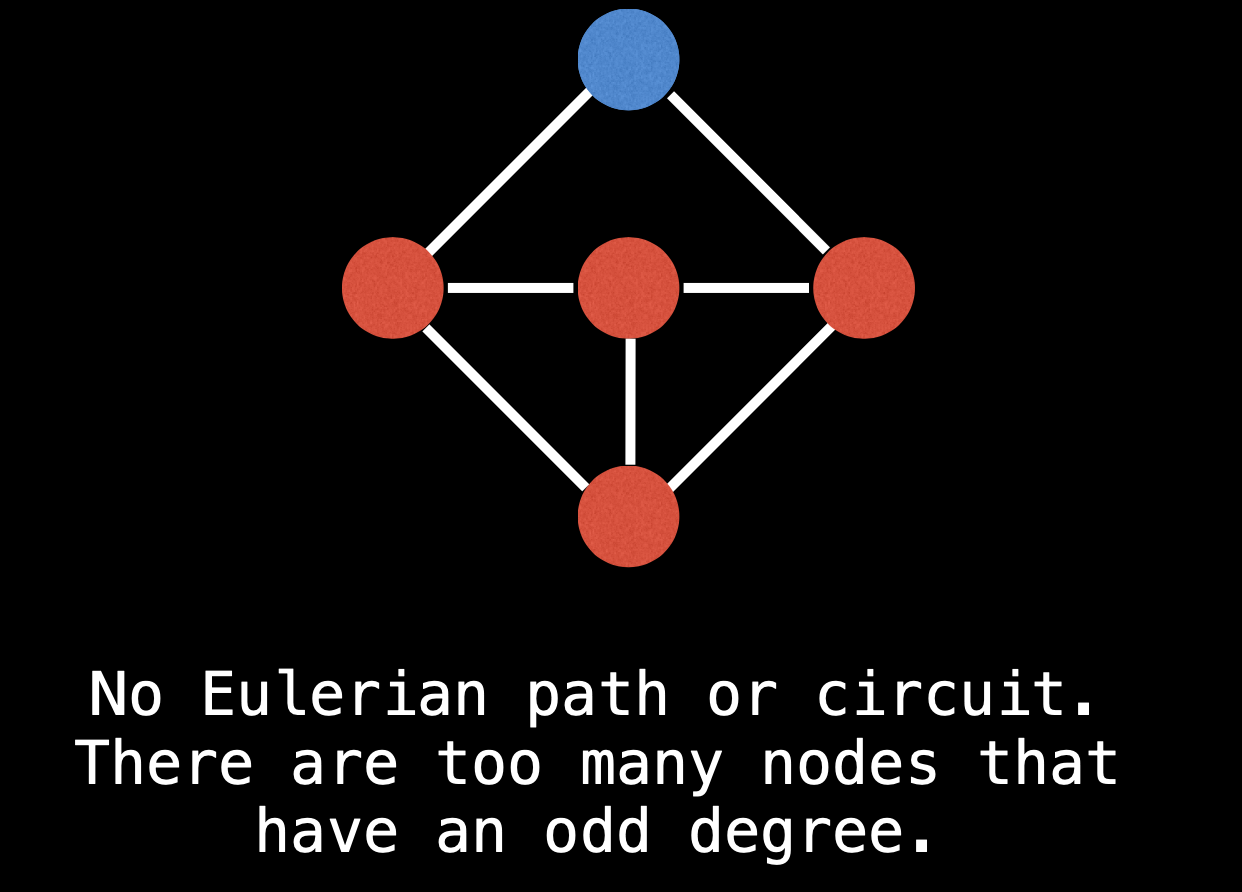 No Eulerian path or circuit.
There are too many nodes that
have an odd degree.